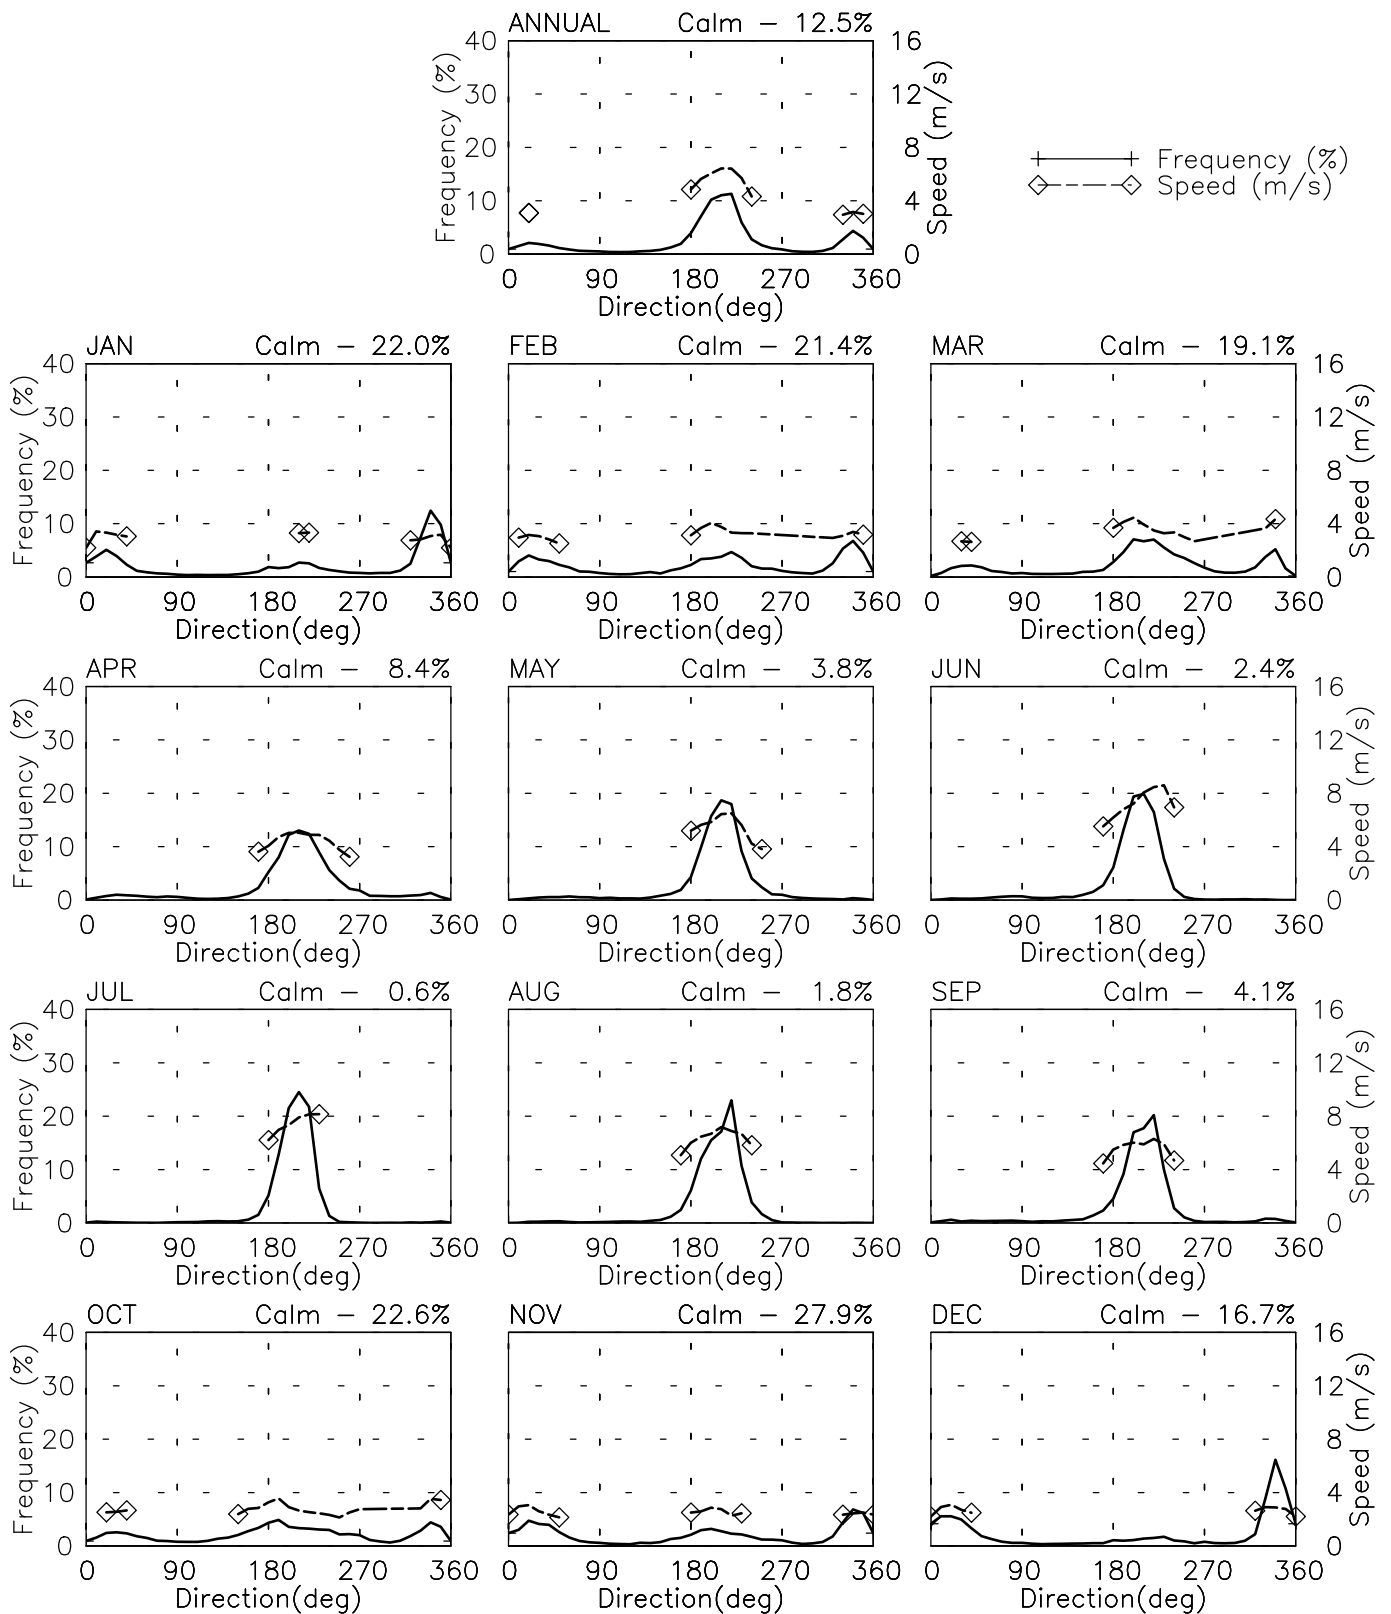 ANNUAL Calm – 12.5%
40 16
30 12
20 8
10 4
0 0
Frequency (%)
Speed (m/s)
0 90 180 270 360
Direction(deg)
Frequency (%)
Speed (m/s)
JAN Calm – 22.0% FEB Calm – 21.4% MAR Calm – 19.1%
40 16
30 12
20 8
10 4
0 0
Frequency (%)
Speed (m/s)
0 90 180 270 360 0 90 180 270 360 0 90 180 270 360
Direction(deg) Direction(deg) Direction(deg)
APR Calm – 8.4% MAY Calm – 3.8% JUN Calm – 2.4%
40 16
30 12
20 8
10 4
0 0
Frequency (%)
Speed (m/s)
0 90 180 270 360 0 90 180 270 360 0 90 180 270 360
Direction(deg) Direction(deg) Direction(deg)
JUL Calm – 0.6% AUG Calm – 1.8% SEP Calm – 4.1%
40 16
30 12
20 8
10 4
0 0
Frequency (%)
Speed (m/s)
0 90 180 270 360 0 90 180 270 360 0 90 180 270 360
Direction(deg) Direction(deg) Direction(deg)
OCT Calm – 22.6% NOV Calm – 27.9% DEC Calm – 16.7%
40 16
30 12
20 8
10 4
0 0
Frequency (%)
Speed (m/s)
0 90 180 270 360 0 90 180 270 360 0 90 180 270 360
Direction(deg) Direction(deg) Direction(deg)